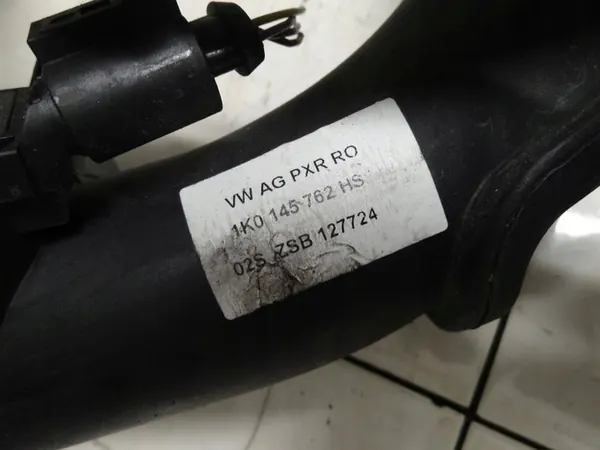 VW AG PXR RO
1K0 145 762 HS
02S ZSB 127724